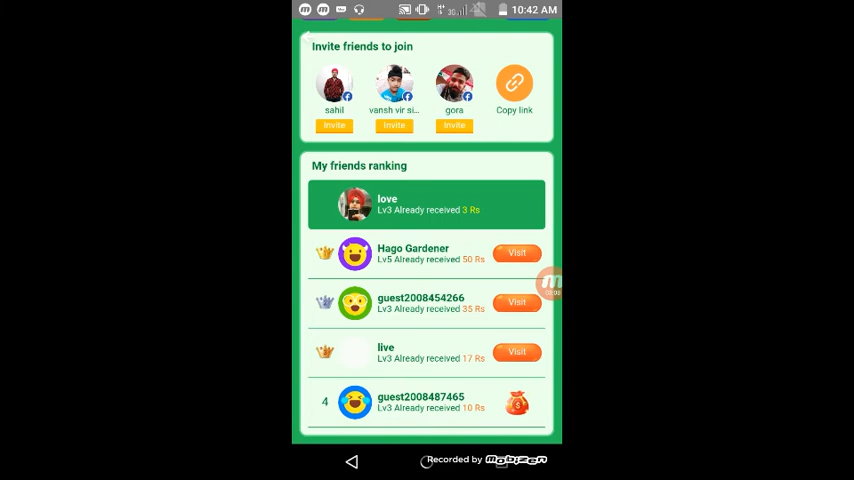 3G
10:42 AM
Invite friends to join
sahil
vansh vir si...
gora
Copy link
Invite
Invite
Invite
My friends ranking
love
Lv3 Already received 3 Rs
Hago Gardener
Lv5 Already received 50 Rs
Visit
guest2008454266
Lv3 Already received 35 Rs
Visit
live
Lv3 Already received 17 Rs
Visit
4
guest2008487465
Lv3 Already received 10 Rs
Recorded by mobizen